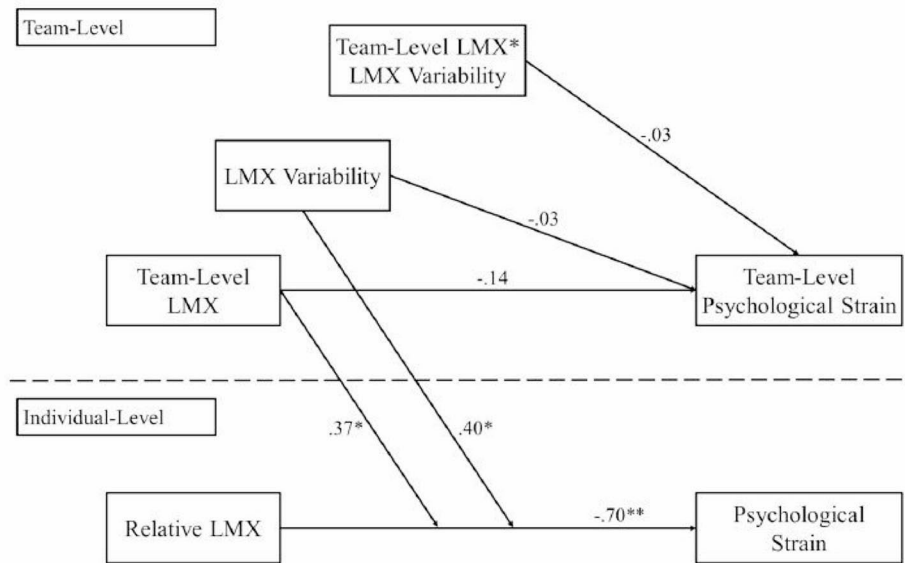 Team-Level
Team-Level LMX*
LMX Variability
-.03
LMX Variability
-.03
Team-Level
LMX
-.14
Team-Level
Psychological Strain
Individual-Level
.37*
.40*
Relative LMX
-.70**
Psychological
Strain